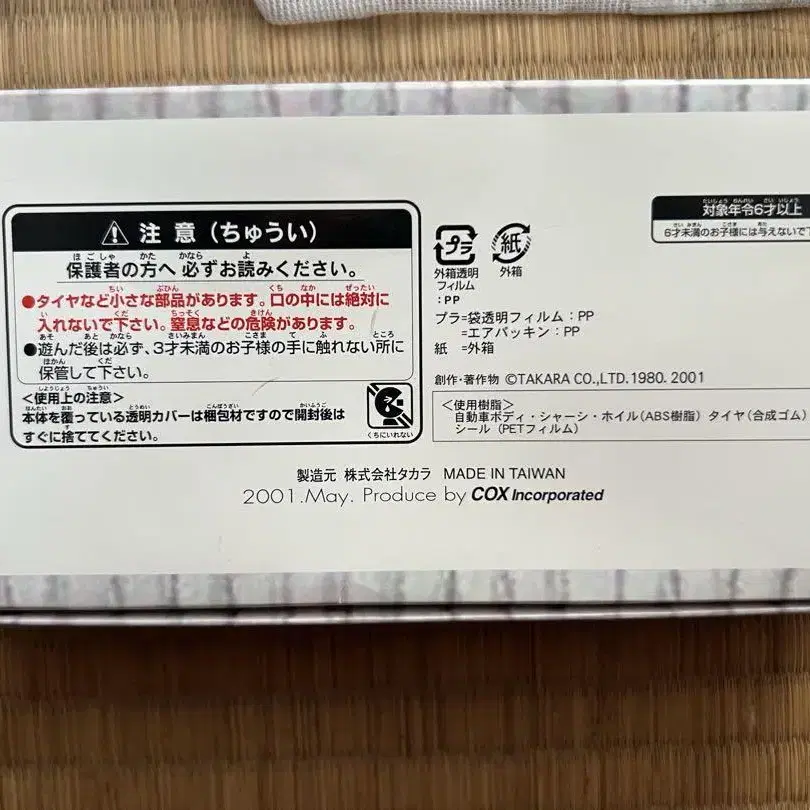 注意（ちゅうい）
保護者の方へ 必ずお読みください。
●タイヤなど小さな部品があります。口の中には絶対に
入れないで下さい。窒息などの危険があります。
●遊んだ後は必ず、3才未満のお子様の手に触れない所に
保管して下さい。
<使用上の注意>
本体を覆っている透明カバーは梱包材ですので開封後は
すぐに捨ててください。
くちにいれない
プラ
外箱透明
フィルム
:PP
紙
外箱
プラ=袋透明フィルム:PP
=エアパッキン:PP
紙 =外箱
対象年令6才以上
6才未満のお子様には与えないで下
創作・著作物 ©TAKARA CO.,LTD.1980. 2001
<使用樹脂>
自動車ボディ・シャーシ・ホイル(ABS樹脂) タイヤ(合成ゴム)
シール (PETフィルム)
製造元 株式会社タカラ MADE IN TAIWAN
2001.May. Produce by COX Incorporated